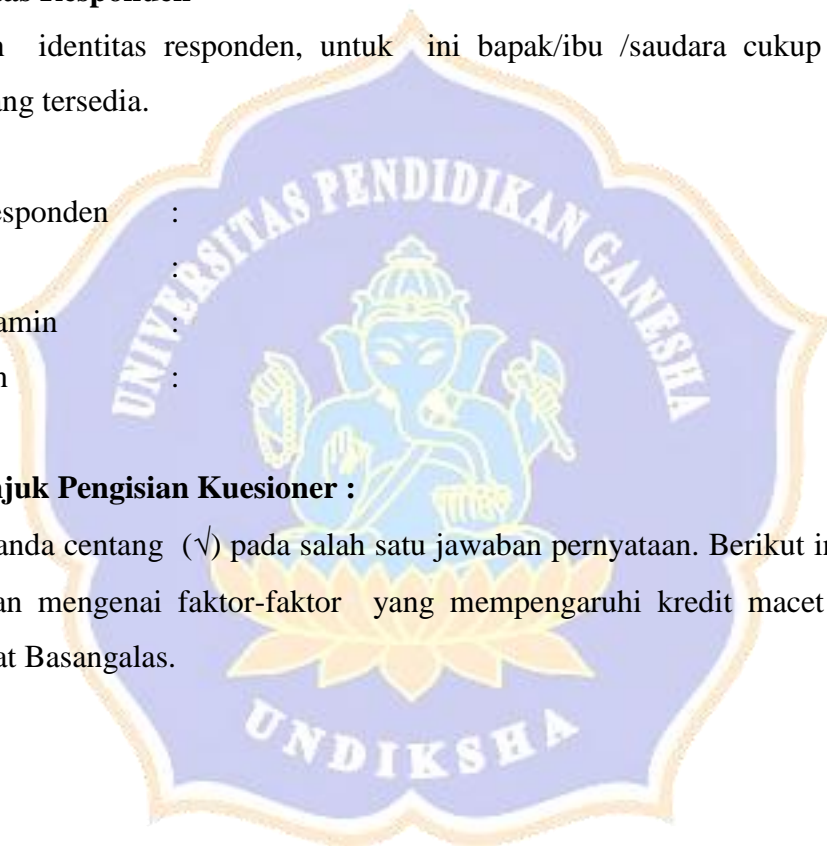 tas Responden
identitas responden, untuk ini bapak/ibu /saudara cukup
ang tersedia.
esponden :
:
amin :
n :
juk Pengisian Kuesioner :
anda centang (√) pada salah satu jawaban pernyataan. Berikut in
an mengenai faktor-faktor yang mempengaruhi kredit macet
at Basangalas.
UNIVERSITAS PENDIDIKAN GANESHA
UNDIKSHA